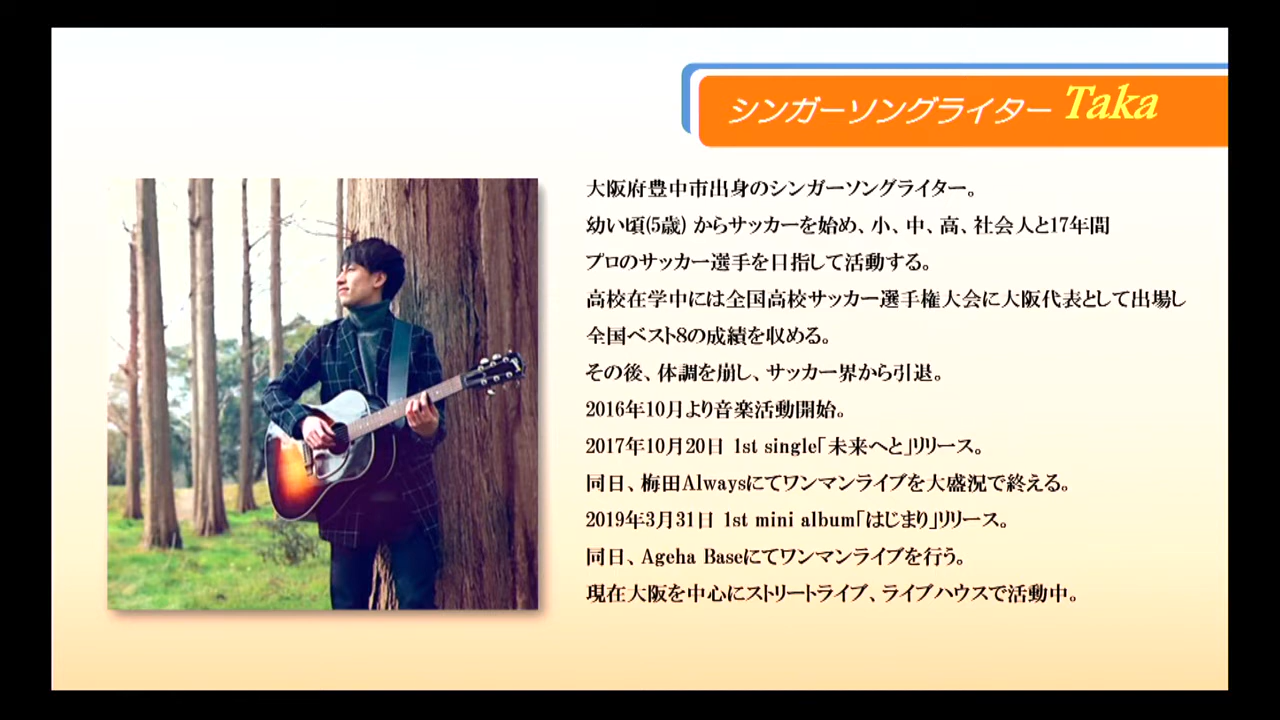 シンガーソングライター Taka
大阪府豊中市出身のシンガーソングライター。
幼い頃(5歳) からサッカーを始め、小、中、高、社会人と17年間
プロのサッカー選手を目指して活動する。
高校在学中には全国高校サッカー選手権大会に大阪代表として出場し
全国ベスト8の成績を収める。
その後、体調を崩し、サッカー界から引退。
2016年10月より音楽活動開始。
2017年10月20日 1st single「未来へと」リリース。
同日、梅田Alwaysにてワンマンライブを大盛況で終える。
2019年3月31日 1st mini album「はじまり」リリース。
同日、Ageha Baseにてワンマンライブを行う。
現在大阪を中心にストリートライブ、ライブハウスで活動中。